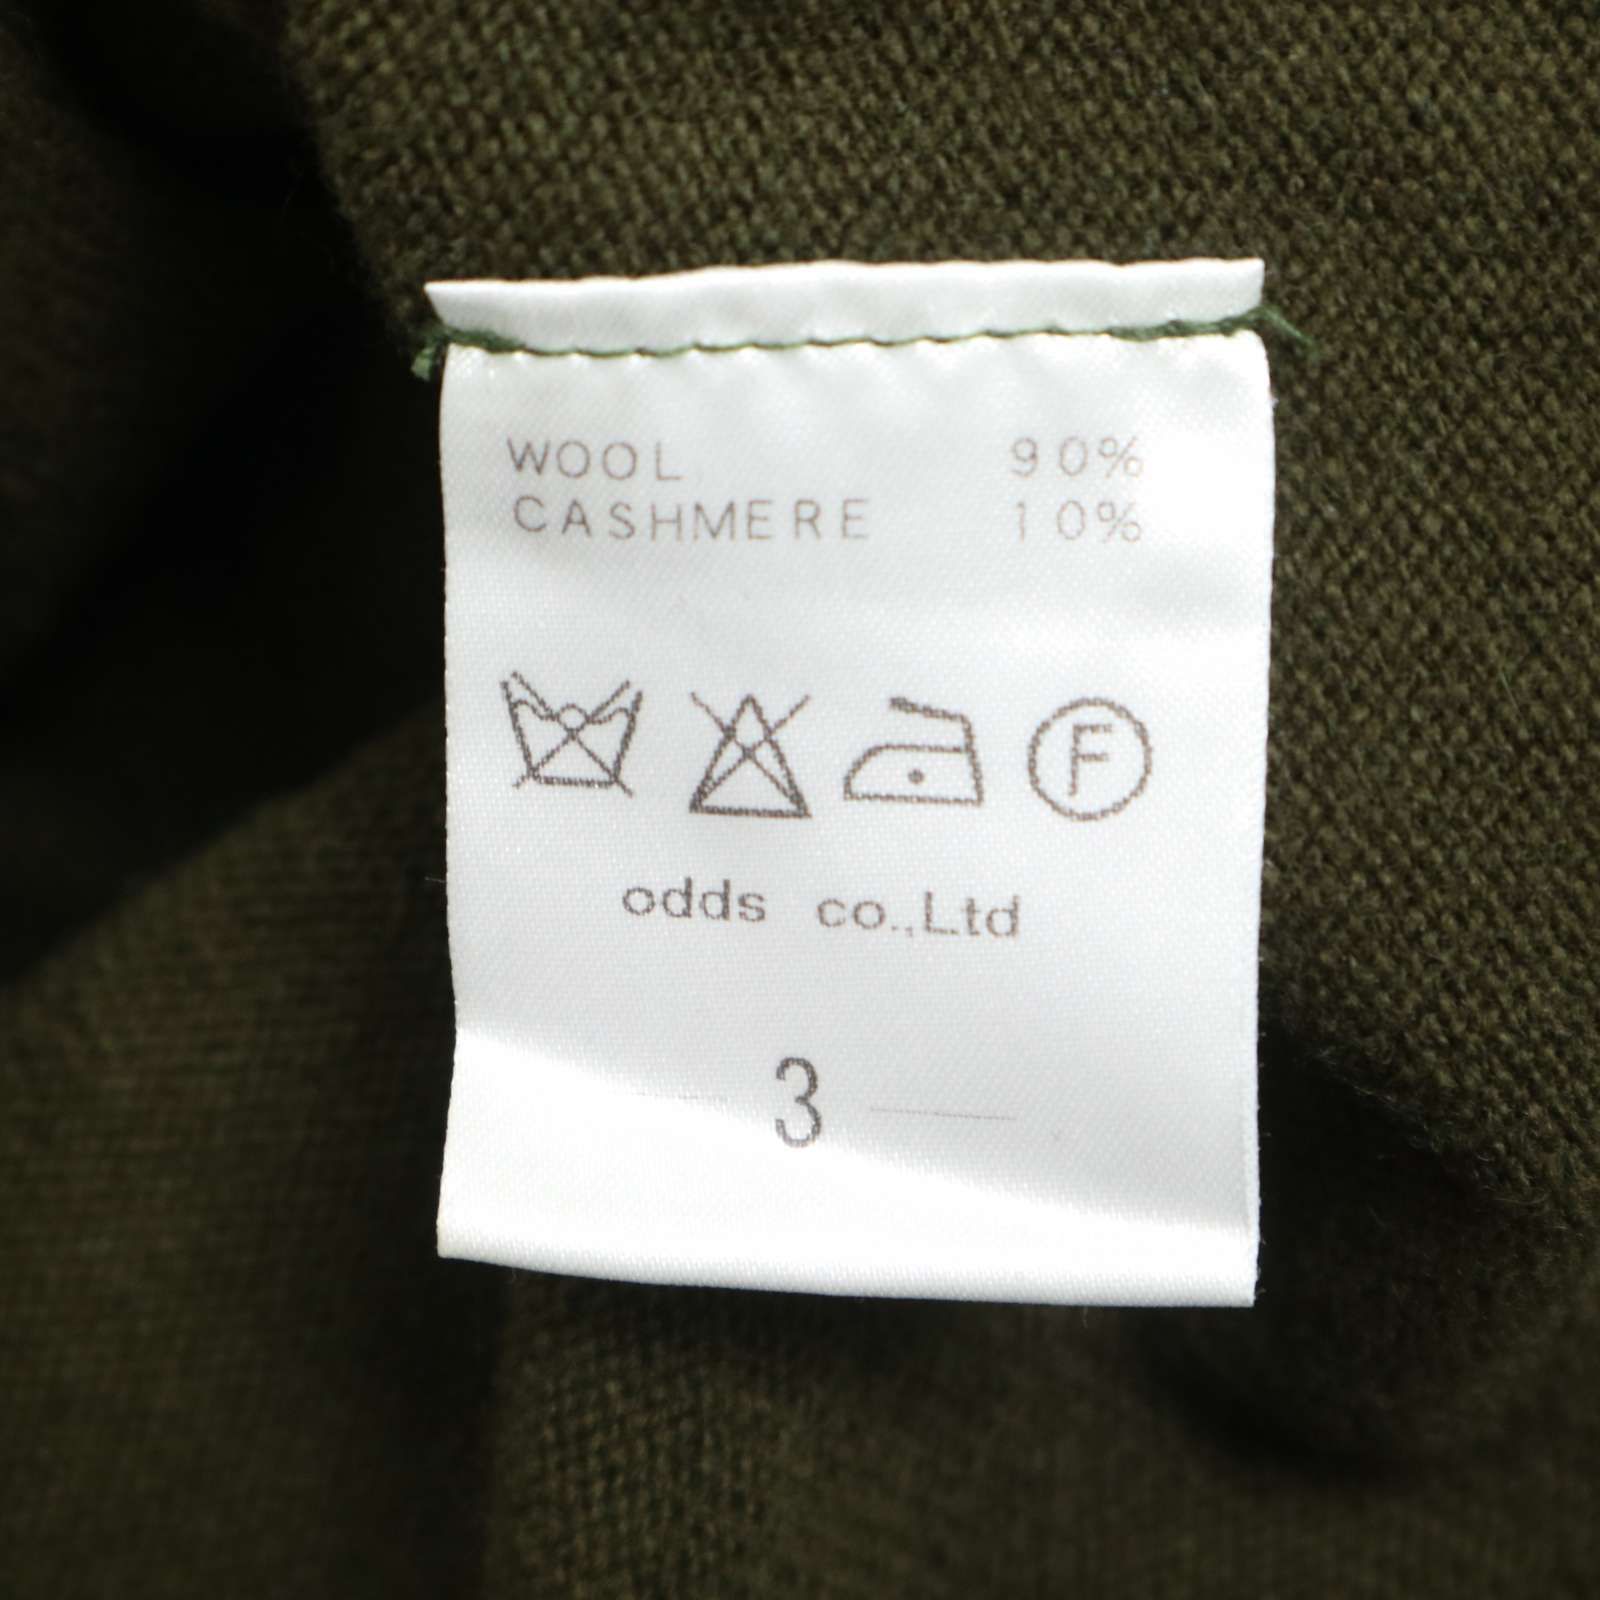 WOOL 90%
CASHMERE 10%
F
odds co.,Ltd
3